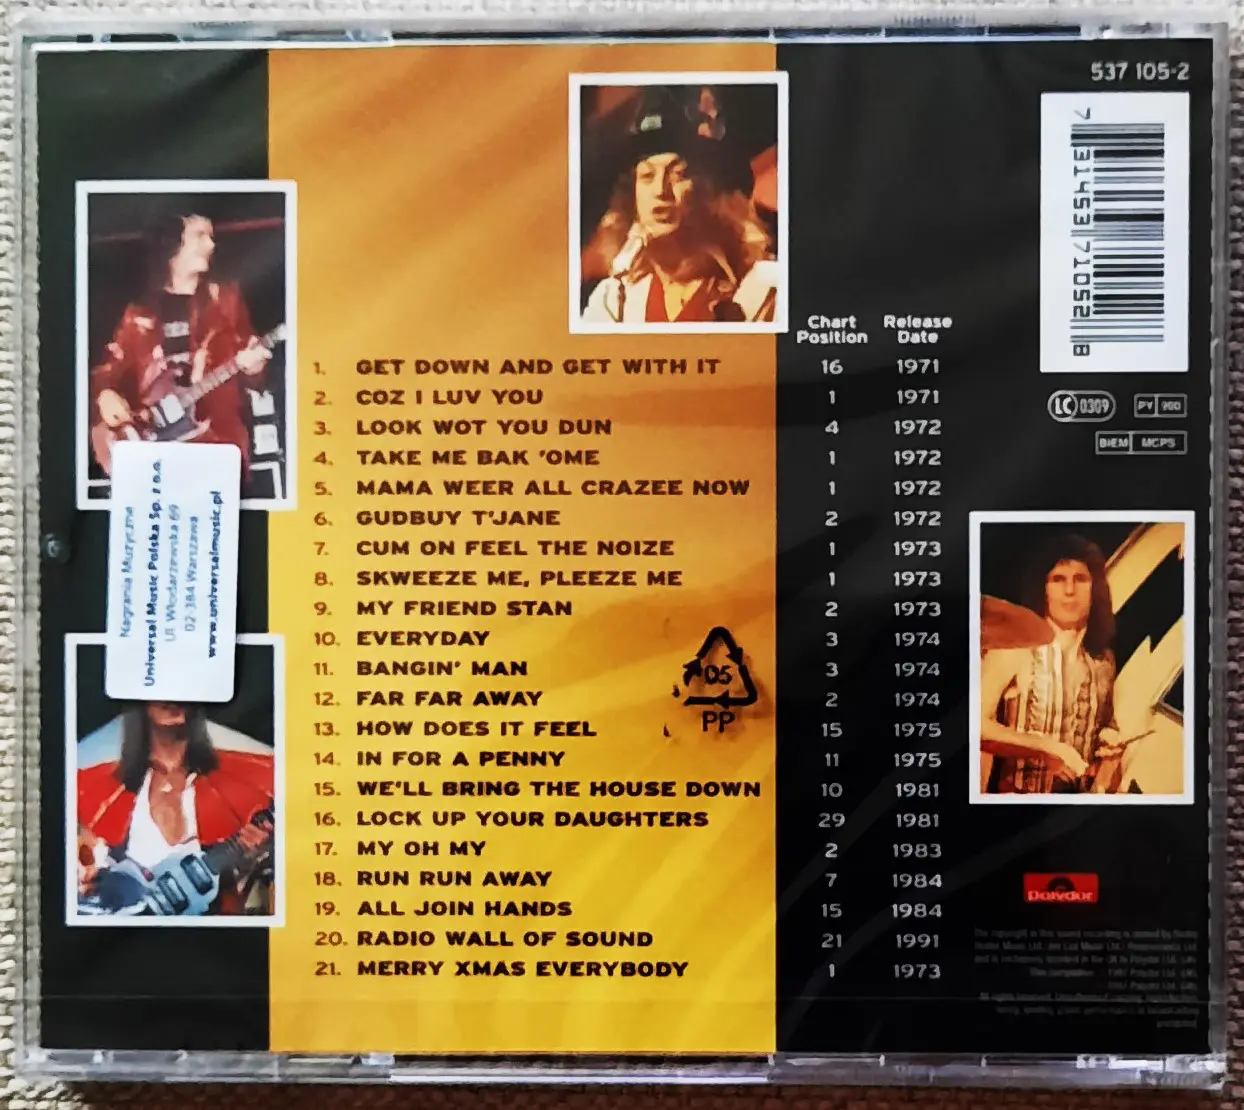 537 105-2
7 31453 71052 8
Chart Position
Release Date
1. GET DOWN AND GET WITH IT 16 1971
2. COZ I LUV YOU 1 1971
3. LOOK WOT YOU DUN 4 1972
4. TAKE ME BAK 'OME 1 1972
5. MAMA WEER ALL CRAZEE NOW 1 1972
6. GUDBUY T'JANE 2 1972
7. CUM ON FEEL THE NOIZE 1 1973
8. SKWEEZE ME, PLEEZE ME 1 1973
9. MY FRIEND STAN 2 1973
10. EVERYDAY 3 1974
11. BANGIN' MAN 3 1974
12. FAR FAR AWAY 2 1974
13. HOW DOES IT FEEL 15 1975
14. IN FOR A PENNY 11 1975
15. WE'LL BRING THE HOUSE DOWN 10 1981
16. LOCK UP YOUR DAUGHTERS 29 1981
17. MY OH MY 2 1983
18. RUN RUN AWAY 7 1984
19. ALL JOIN HANDS 15 1984
20. RADIO WALL OF SOUND 21 1991
21. MERRY XMAS EVERYBODY 1 1973
LC 0309
PY 900
BIEM MCPS
Nagrania Muzyczne
Universal Music Polska Sp. z o.o.
Ul. Włodarzewska 69
02-384 Warszawa
www.universalmusic.pl
05
PP
Polydor